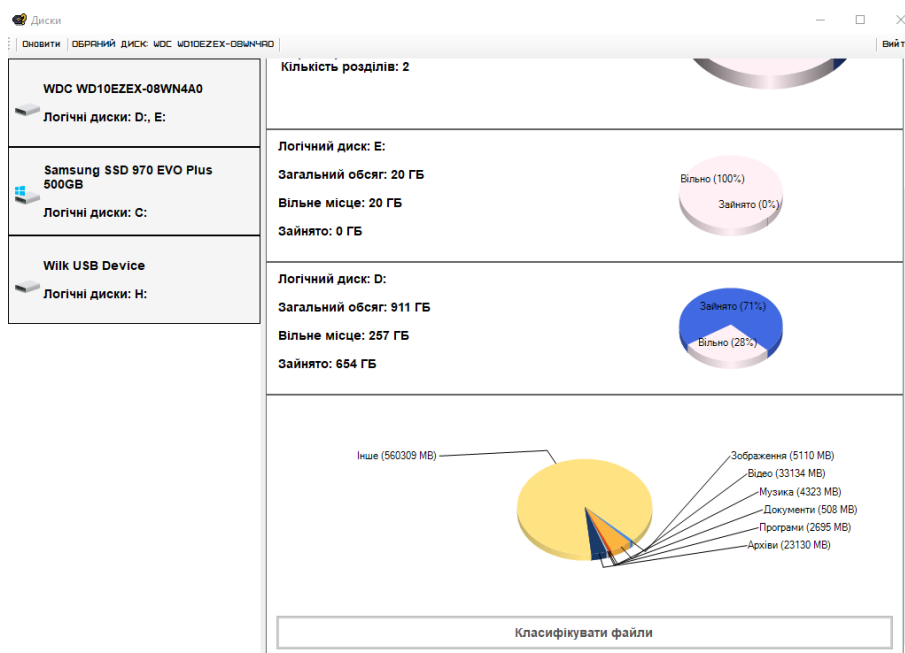 Диски
Оновити
ОБРАНИЙ ДИСК: WDC WD10EZEX-08WN4A0
Вийт
WDC WD10EZEX-08WN4A0
Логічні диски: D:, E:
Samsung SSD 970 EVO Plus
500GB
Логічні диски: C:
Wilk USB Device
Логічні диски: H:
Кількість розділів: 2
Логічний диск: E:
Загальний обсяг: 20 ГБ
Вільне місце: 20 ГБ
Зайнято: 0 ГБ
Вільно (100%)
Зайнято (0%)
Логічний диск: D:
Загальний обсяг: 911 ГБ
Вільне місце: 257 ГБ
Зайнято: 654 ГБ
Зайнято (71%)
Вільно (28%)
Інше (560309 MB)
Зображення (5110 MB)
Відео (33134 MB)
Музика (4323 MB)
Документи (508 MB)
Програми (2695 MB)
Архіви (23130 MB)
Класифікувати файли